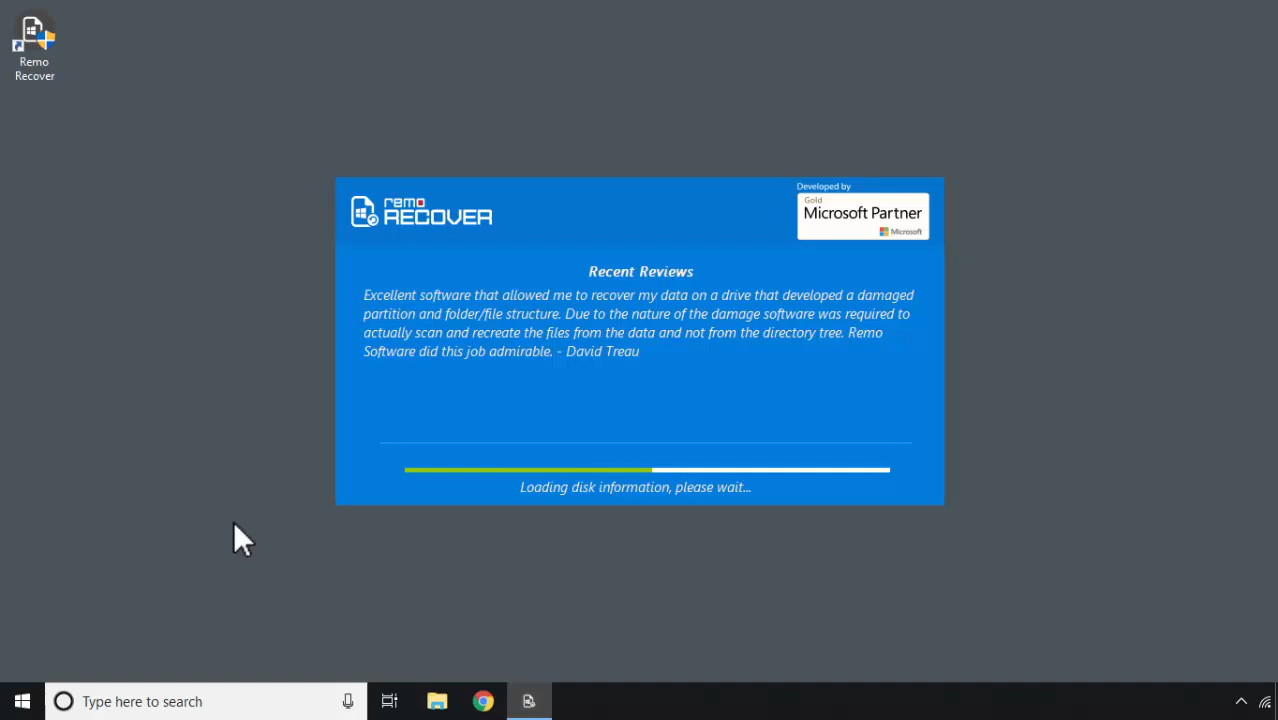 Remo
Recover
remo
RECOVER
Developed by
Gold
Microsoft Partner
Microsoft
Recent Reviews
Excellent software that allowed me to recover my data on a drive that developed a damaged
partition and folder/file structure. Due to the nature of the damage software was required to
actually scan and recreate the files from the data and not from the directory tree. Remo
Software did this job admirable. - David Treau
Loading disk information, please wait...
Type here to search